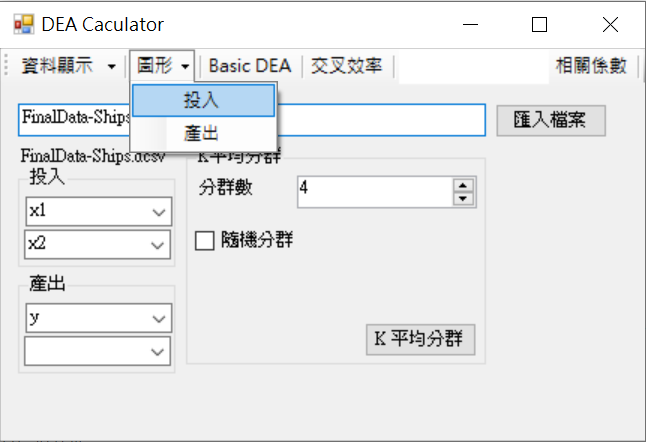 DEA Caculator
資料顯示 圖形 Basic DEA 交叉效率 相關係數
投入
產出
FinalData-Ships.
匯入檔案
FinalData-Ships.dcsv
投入
x1
x2
產出
y
K平均分群
分群數 4
隨機分群
K 平均分群